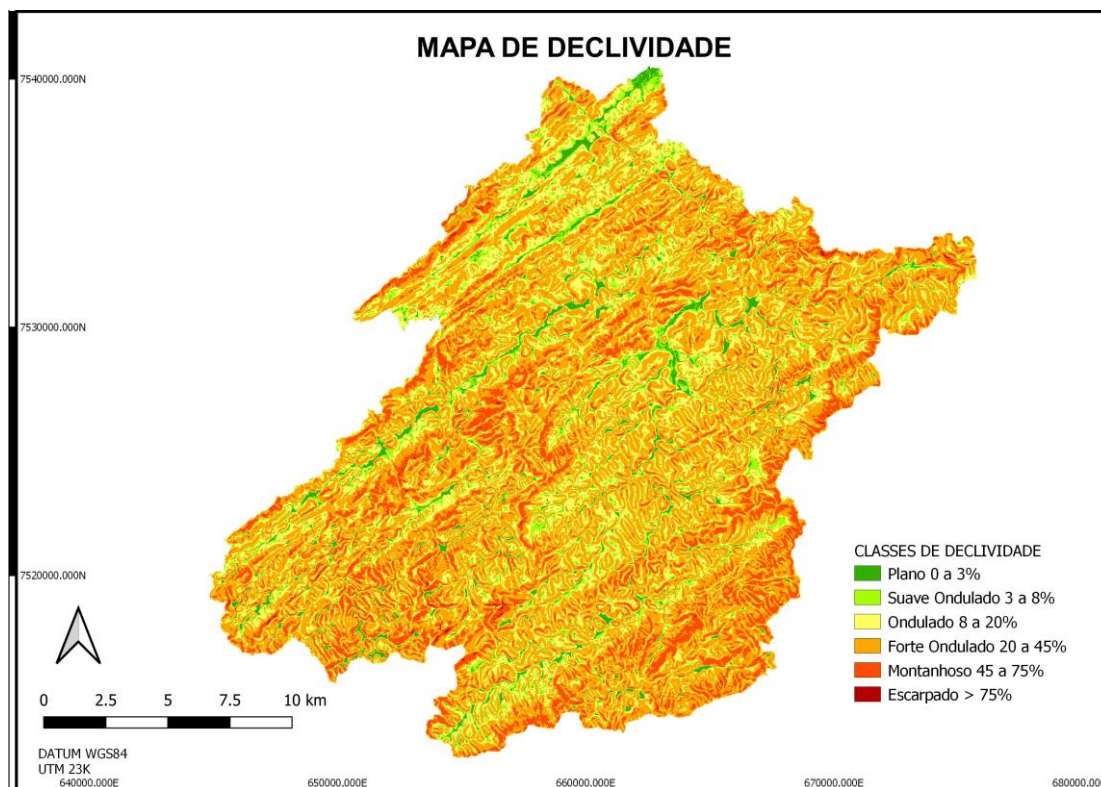 MAPA DE DECLIVIDADE
7540000.000N
7530000.000N
7520000.000N
CLASSES DE DECLIVIDADE
Plano 0 a 3%
Suave Ondulado 3 a 8%
Ondulado 8 a 20%
Forte Ondulado 20 a 45%
Montanhoso 45 a 75%
Escarpado > 75%
0 2.5 5 7.5 10 km
DATUM WGS84
UTM 23K
640000.000E 650000.000E 660000.000E 670000.000E 680000.000